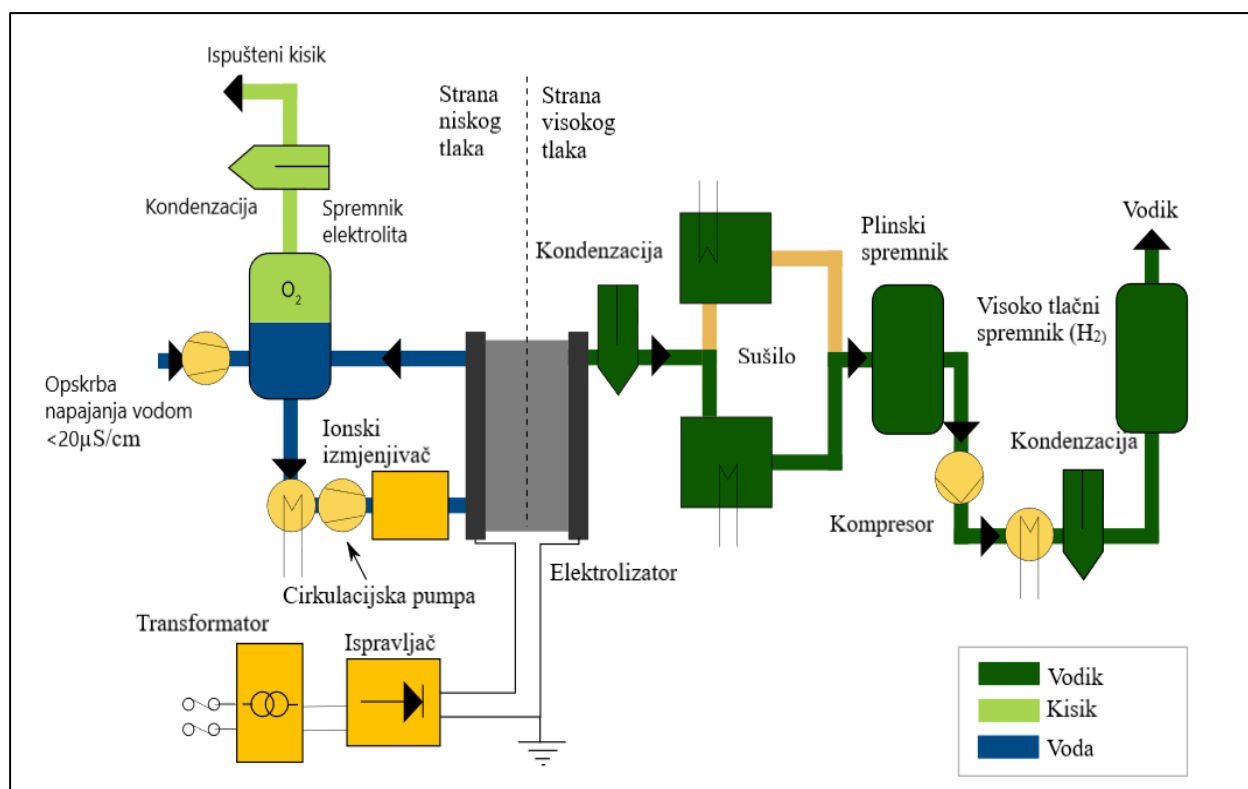 Ispušteni kisik
Strana
niskog
tlaka
Strana
visokog
tlaka
Kondenzacija
Spremnik
elektrolita
O2
Kondenzacija
Plinski
spremnik
Vodik
Visoko tlačni
spremnik (H2)
Sušilo
Opskrba
napajanja vodom
<20µS/cm
Ionski
izmjenjivač
Kondenzacija
Kompresor
Elektrolizator
Cirkulacijska pumpa
Transformator
Ispravljač
Vodik
Kisik
Voda